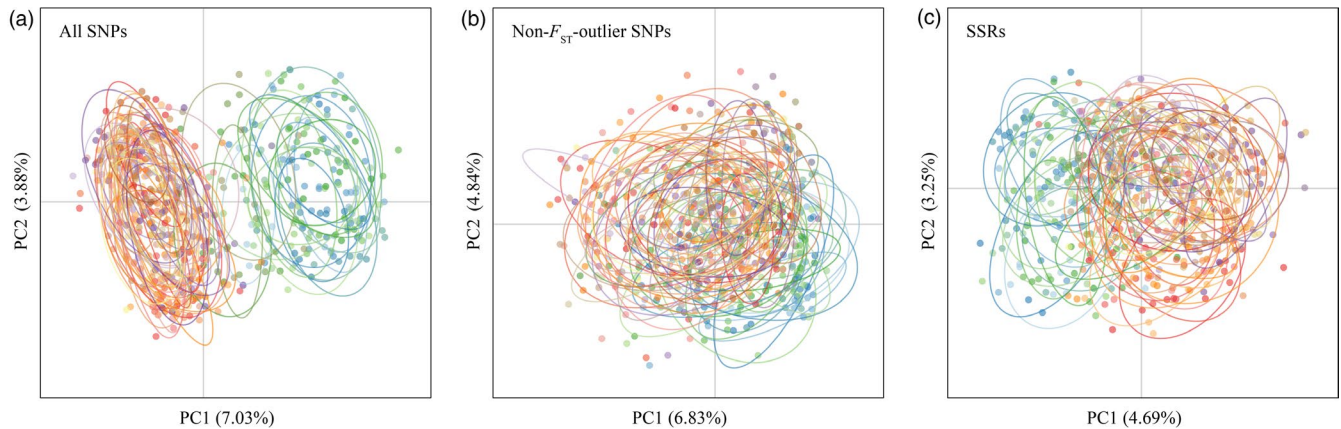 (a)
All SNPs
PC2 (3.88%)
PC1 (7.03%)
(b)
Non-FST-outlier SNPs
PC2 (4.84%)
PC1 (6.83%)
(c)
SSRs
PC2 (3.25%)
PC1 (4.69%)